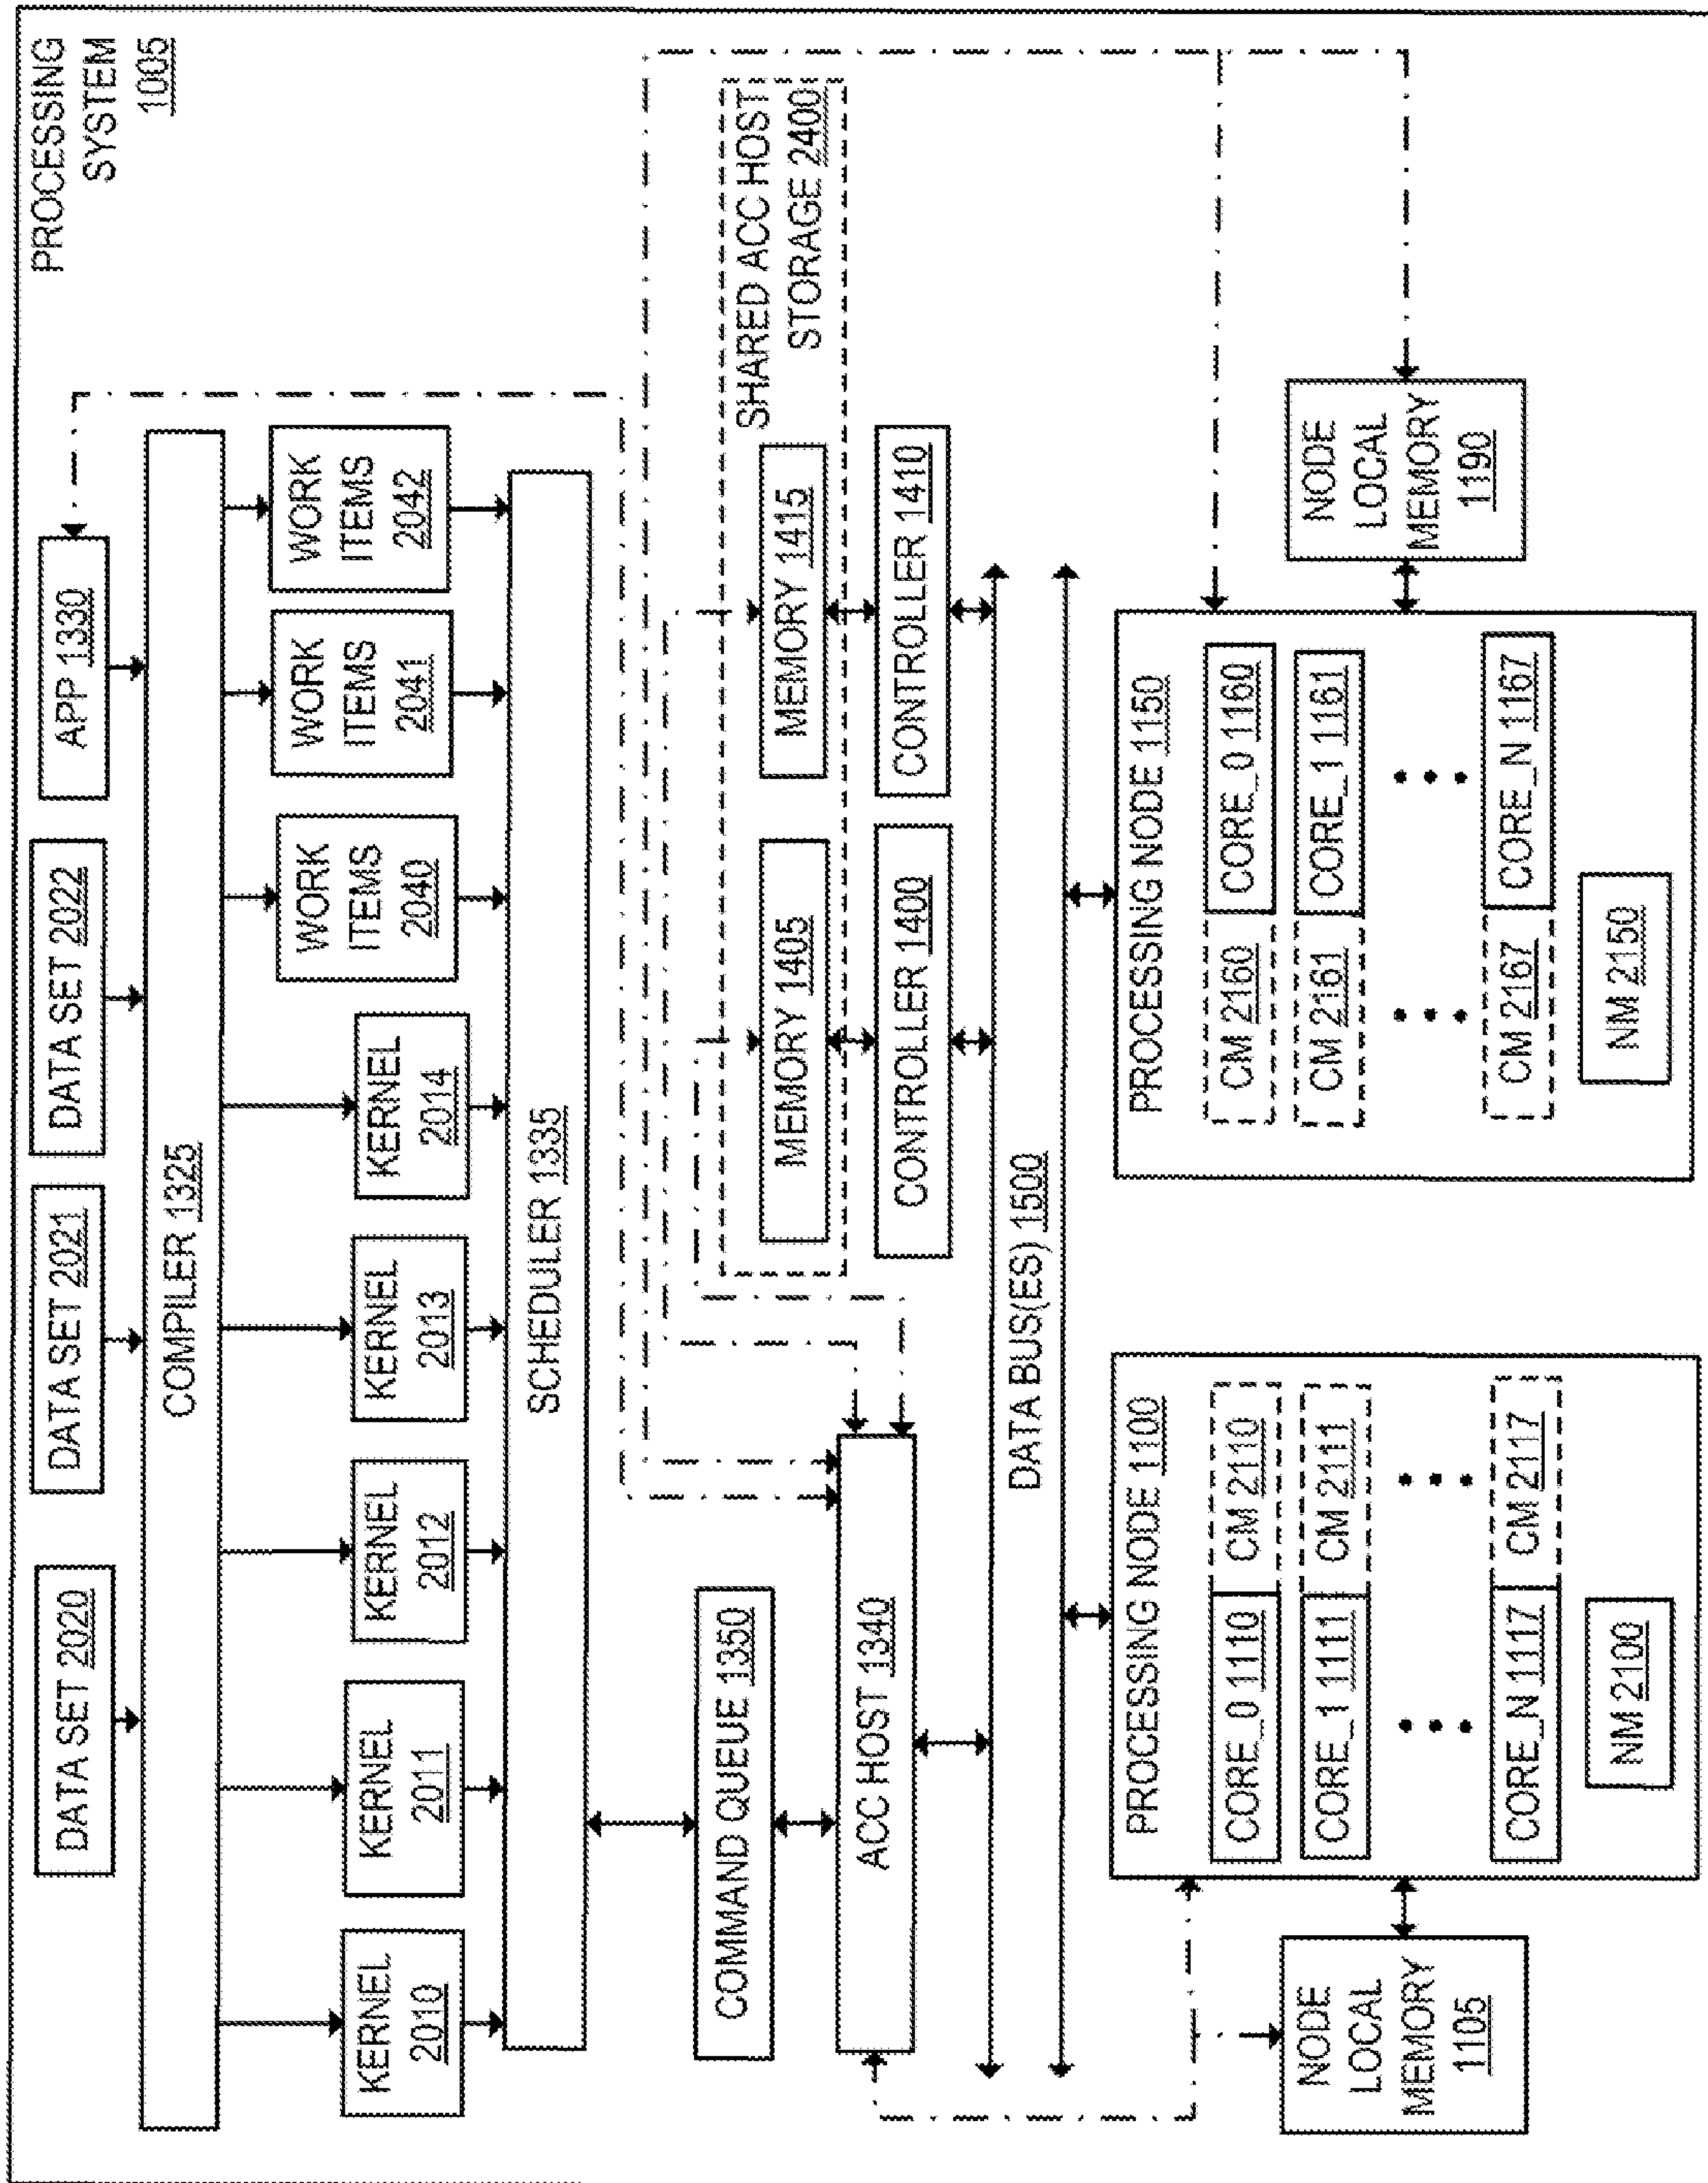 PROCESSING
SYSTEM
1005
DATA SET 2020
DATA SET 2021
DATA SET 2022
APP 1330
COMPILER 1325
KERNEL
2010
KERNEL
2011
KERNEL
2012
KERNEL
2013
KERNEL
2014
WORK
ITEMS
2040
WORK
ITEMS
2041
WORK
ITEMS
2042
SCHEDULER 1335
COMMAND QUEUE 1350
ACC HOST 1340
SHARED ACC HOST
STORAGE 2400
MEMORY 1405
MEMORY 1415
CONTROLLER 1400
CONTROLLER 1410
DATA BUS(ES) 1500
PROCESSING NODE 1100
CORE_0 1110
CM 2110
CORE_1 1111
CM 2111
CORE_N 1117
CM 2117
NM 2100
NODE
LOCAL
MEMORY
1105
PROCESSING NODE 1150
CM 2160
CORE_0 1160
CM 2161
CORE_1 1161
CM 2167
CORE_N 1167
NM 2150
NODE
LOCAL
MEMORY
1190